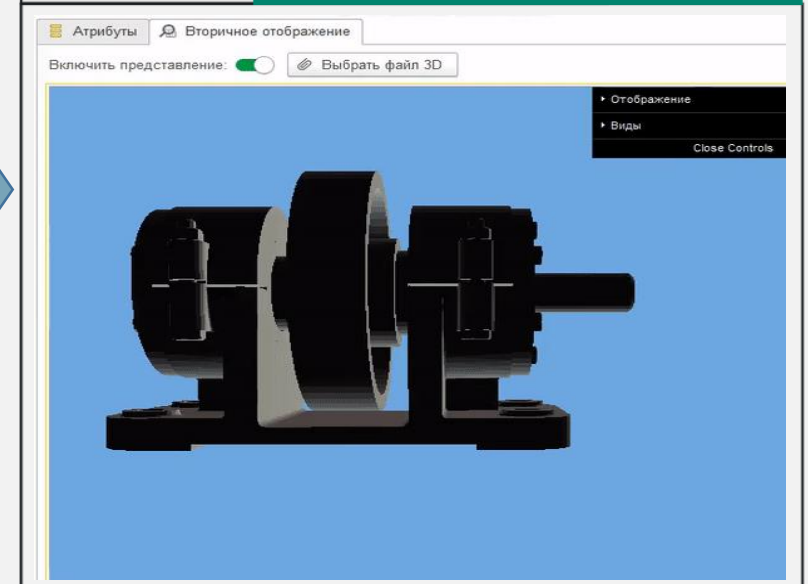 Атрибуты Вторичное отображение
Включить представление: Выбрать файл 3D
Отображение
Виды
Close Controls